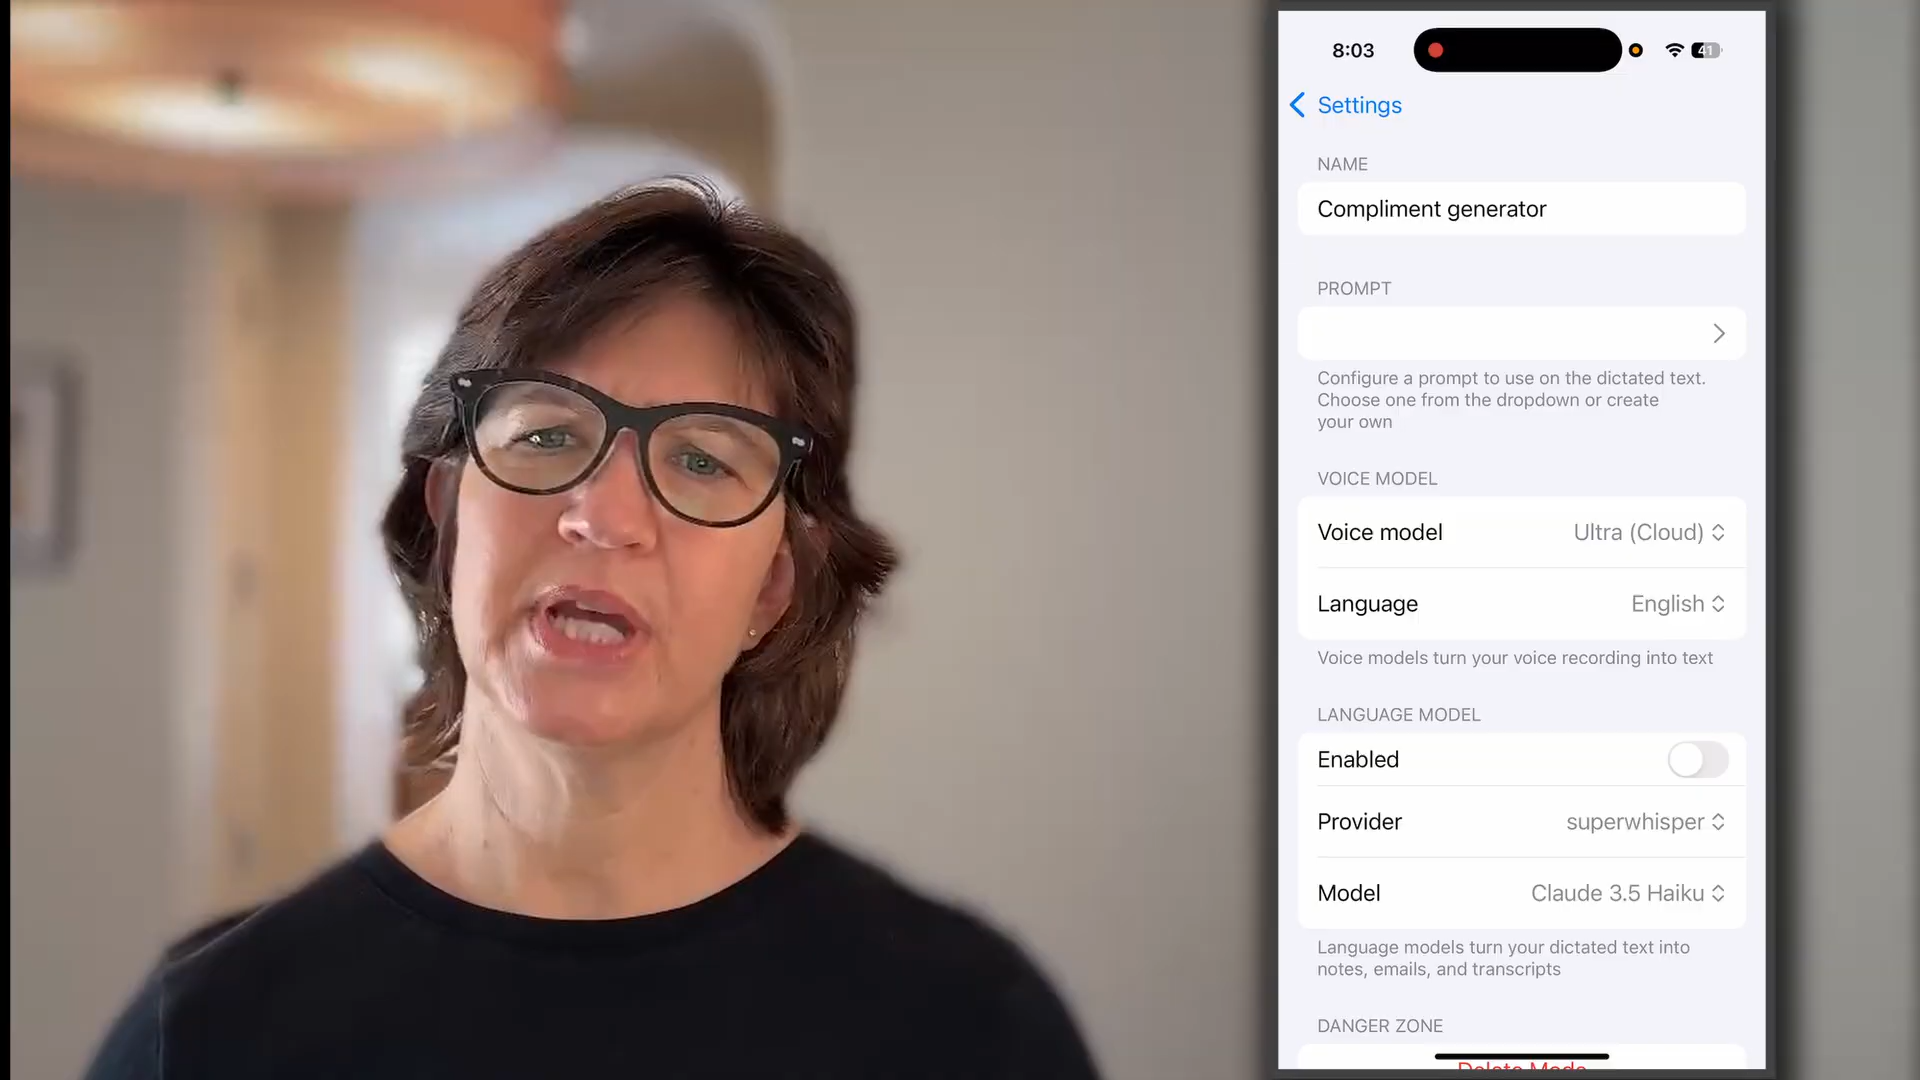 8:03
41
Settings
NAME
Compliment generator
PROMPT
Configure a prompt to use on the dictated text.
Choose one from the dropdown or create
your own
VOICE MODEL
Voice model Ultra (Cloud)
Language English
Voice models turn your voice recording into text
LANGUAGE MODEL
Enabled
Provider superwhisper
Model Claude 3.5 Haiku
Language models turn your dictated text into
notes, emails, and transcripts
DANGER ZONE
Delete Mode